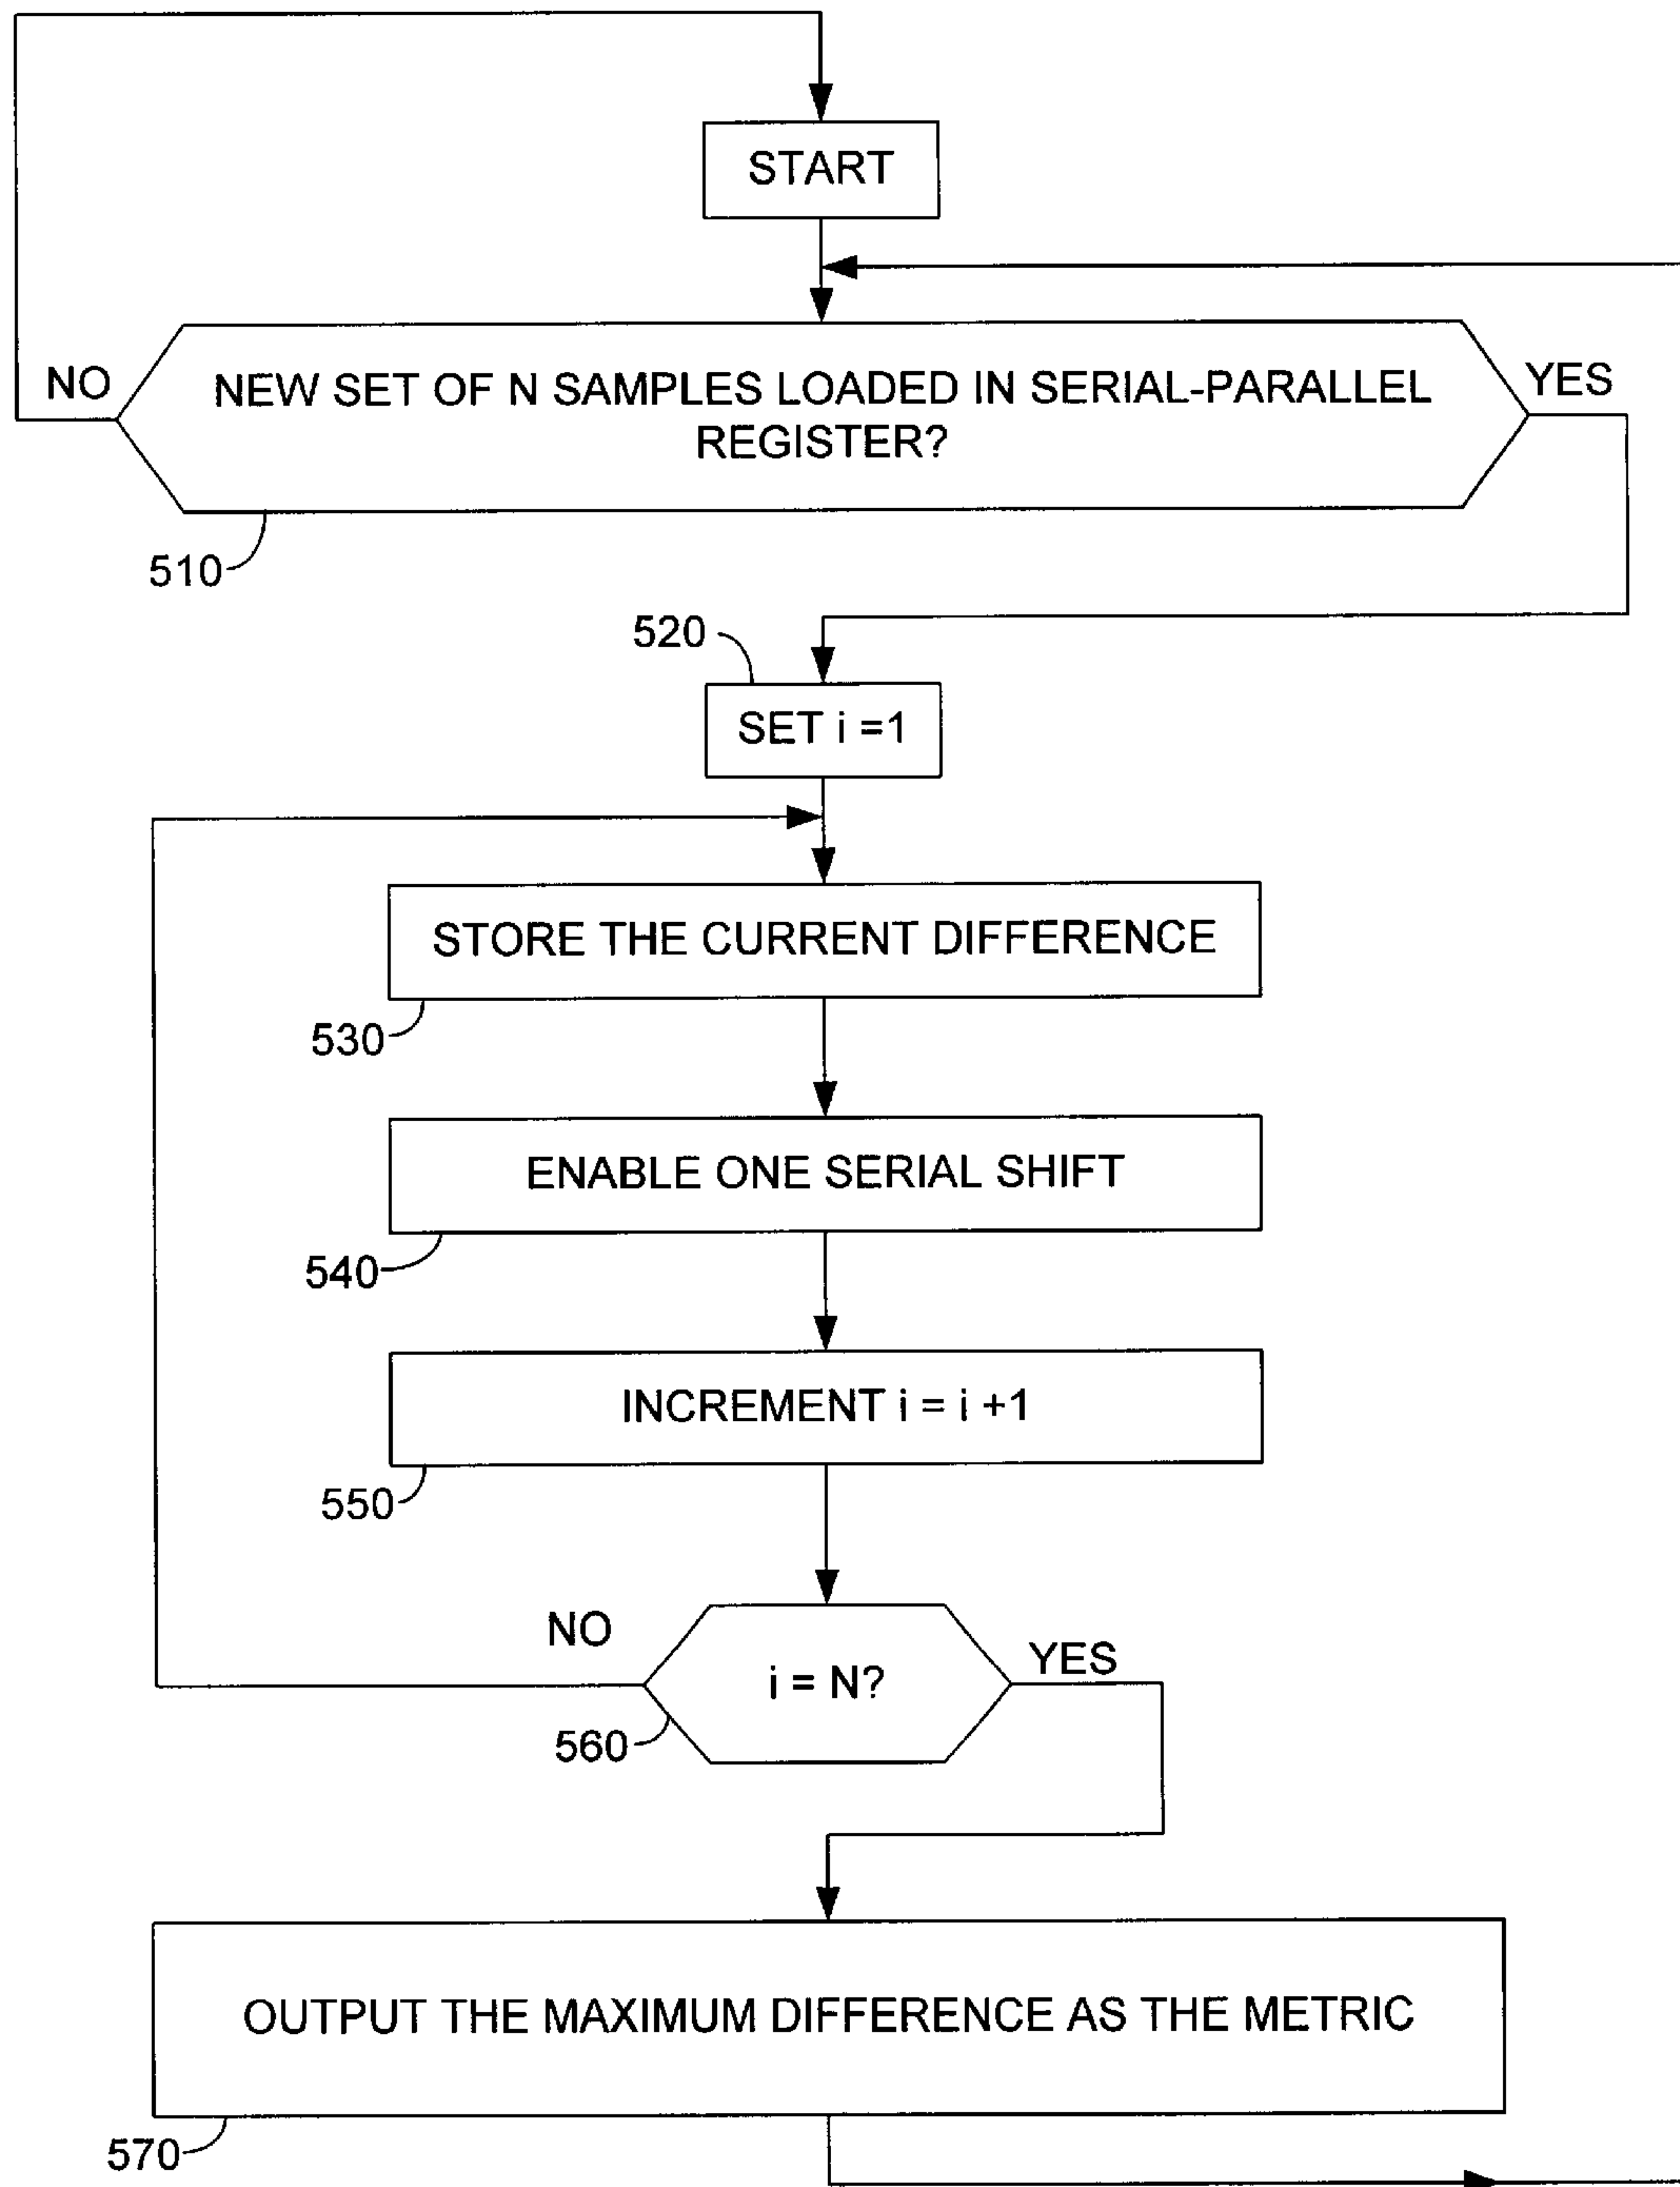 START
NO
NEW SET OF N SAMPLES LOADED IN SERIAL-PARALLEL
REGISTER?
YES
510
520
SET i =1
STORE THE CURRENT DIFFERENCE
530
ENABLE ONE SERIAL SHIFT
540
INCREMENT i = i +1
550
NO
i = N?
YES
560
OUTPUT THE MAXIMUM DIFFERENCE AS THE METRIC
570